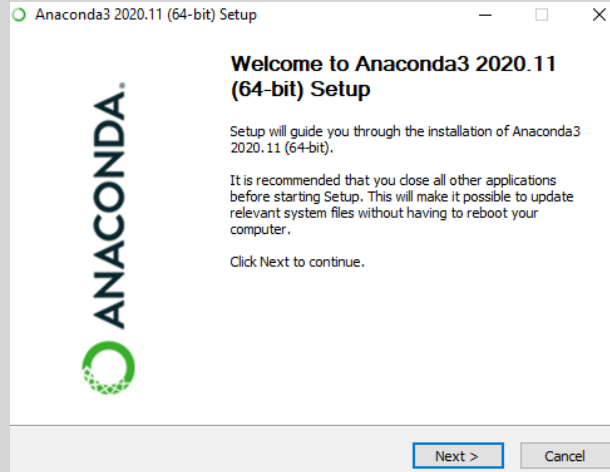 Anaconda3 2020.11 (64-bit) Setup
ANACONDA.
Welcome to Anaconda3 2020.11
(64-bit) Setup
Setup will guide you through the installation of Anaconda3
2020.11 (64-bit).
It is recommended that you close all other applications
before starting Setup. This will make it possible to update
relevant system files without having to reboot your
computer.
Click Next to continue.
Next >
Cancel